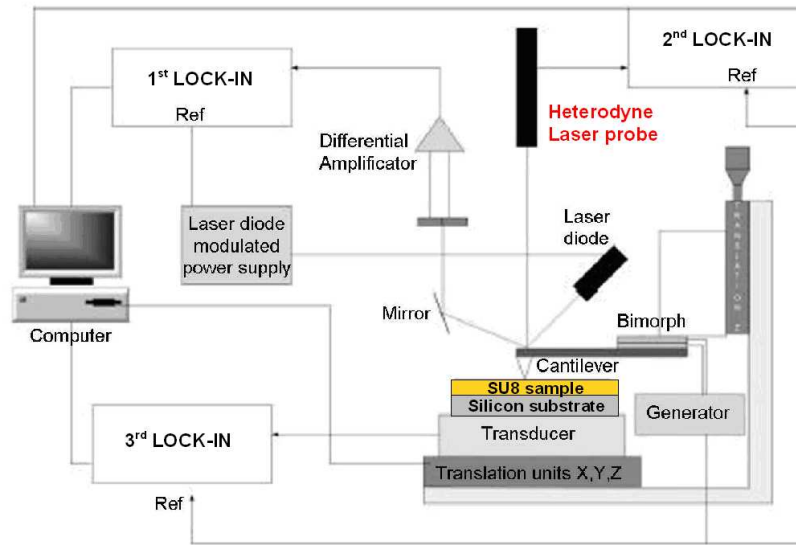 2nd LOCK-IN
Ref
1st LOCK-IN
Ref
Heterodyne
Laser probe
Differential
Amplificator
Laser diode
modulated
power supply
Laser
diode
TRANSLATION Z
Mirror
Bimorph
Computer
Cantilever
SU8 sample
Silicon substrate
Generator
Transducer
3rd LOCK-IN
Translation units X,Y,Z
Ref